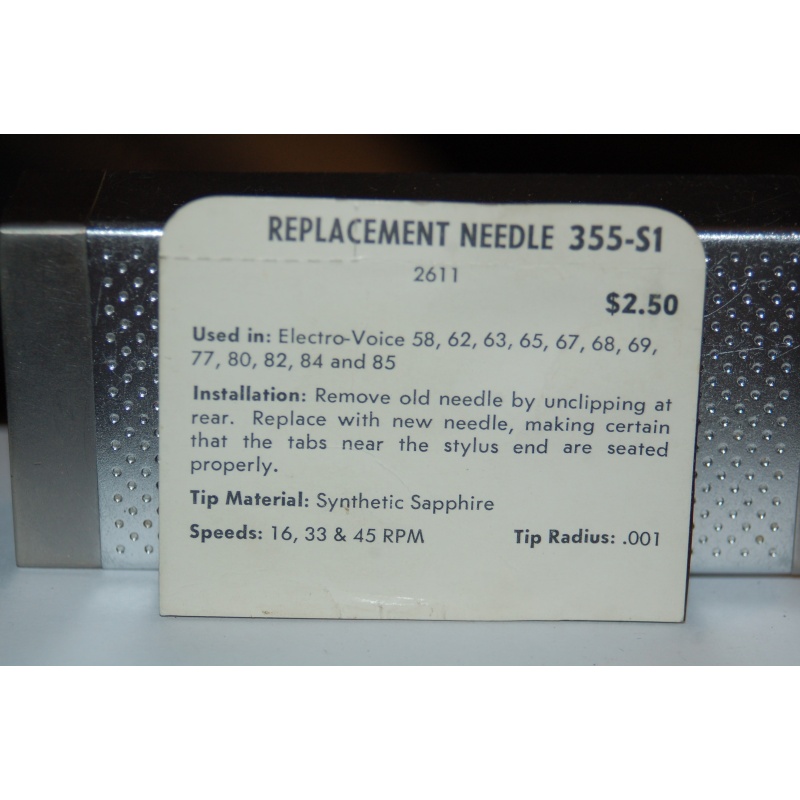 REPLACEMENT NEEDLE 355-S1
2611
$2.50
Used in: Electro-Voice 58, 62, 63, 65, 67, 68, 69,
77, 80, 82, 84 and 85
Installation: Remove old needle by unclipping at
rear. Replace with new needle, making certain
that the tabs near the stylus end are seated
properly.
Tip Material: Synthetic Sapphire
Speeds: 16, 33 & 45 RPM Tip Radius: .001